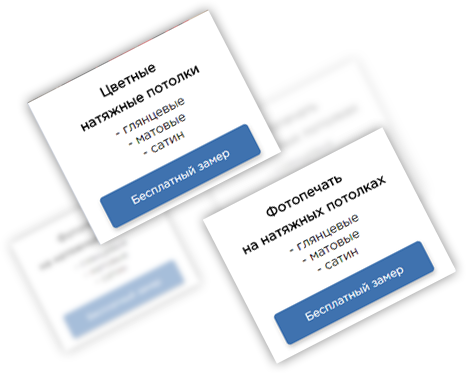 Цветные
натяжные потолки
- глянцевые
- матовые
- сатин
Бесплатный замер
Фотопечать
на натяжных потолках
- глянцевые
- матовые
- сатин
Бесплатный замер